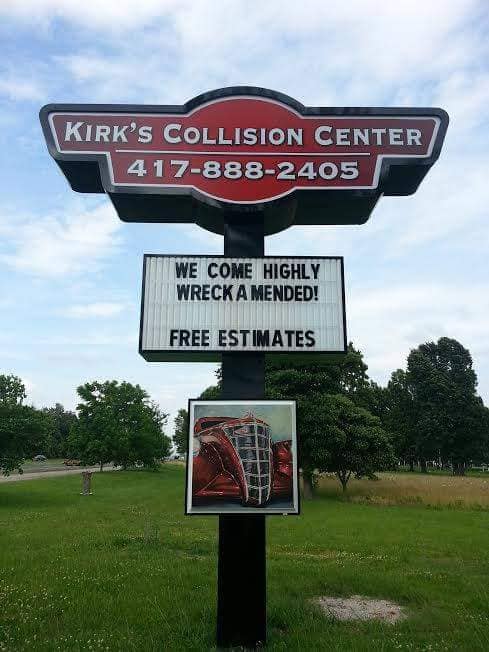 KIRK'S COLLISION CENTER
417-888-2405
WE COME HIGHLY
WRECK A MENDED!
FREE ESTIMATES